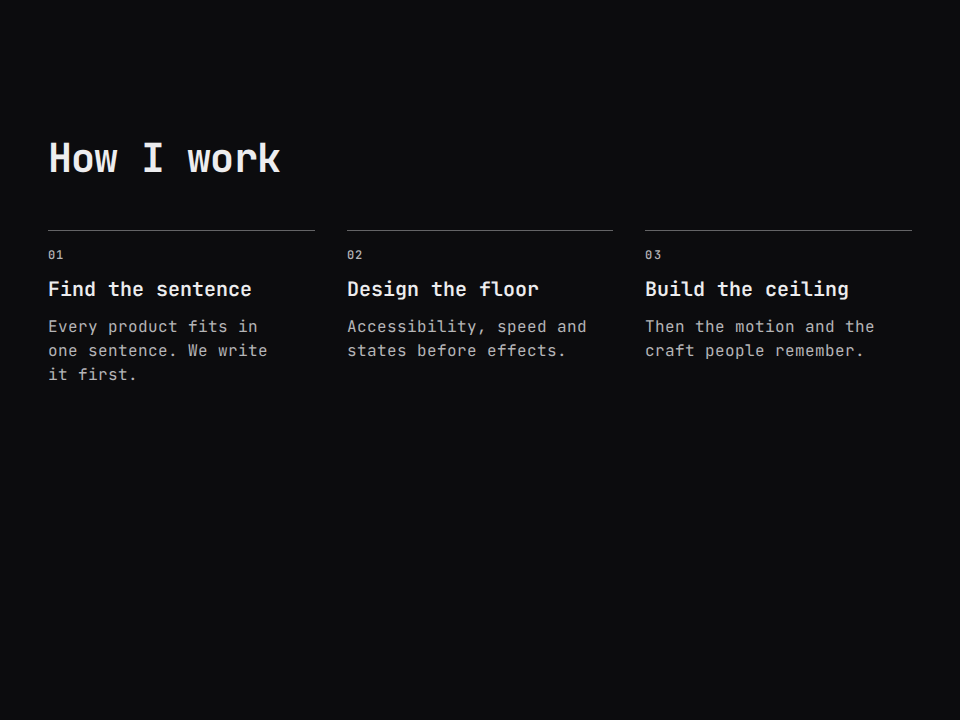 How I work
01
Find the sentence
Every product fits in
one sentence. We write
it first.
02
Design the floor
Accessibility, speed and
states before effects.
03
Build the ceiling
Then the motion and the
craft people remember.